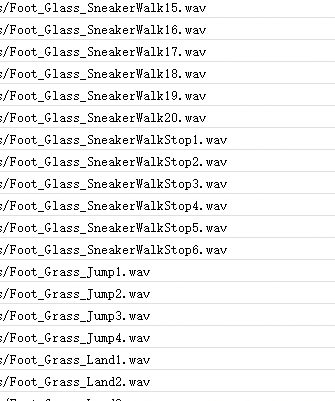 s/Foot_Glass_SneakerWalk15.wav
s/Foot_Glass_SneakerWalk16.wav
s/Foot_Glass_SneakerWalk17.wav
s/Foot_Glass_SneakerWalk18.wav
s/Foot_Glass_SneakerWalk19.wav
s/Foot_Glass_SneakerWalk20.wav
s/Foot_Glass_SneakerWalkStop1.wav
s/Foot_Glass_SneakerWalkStop2.wav
s/Foot_Glass_SneakerWalkStop3.wav
s/Foot_Glass_SneakerWalkStop4.wav
s/Foot_Glass_SneakerWalkStop5.wav
s/Foot_Glass_SneakerWalkStop6.wav
s/Foot_Grass_Jump1.wav
s/Foot_Grass_Jump2.wav
s/Foot_Grass_Jump3.wav
s/Foot_Grass_Jump4.wav
s/Foot_Grass_Land1.wav
s/Foot_Grass_Land2.wav